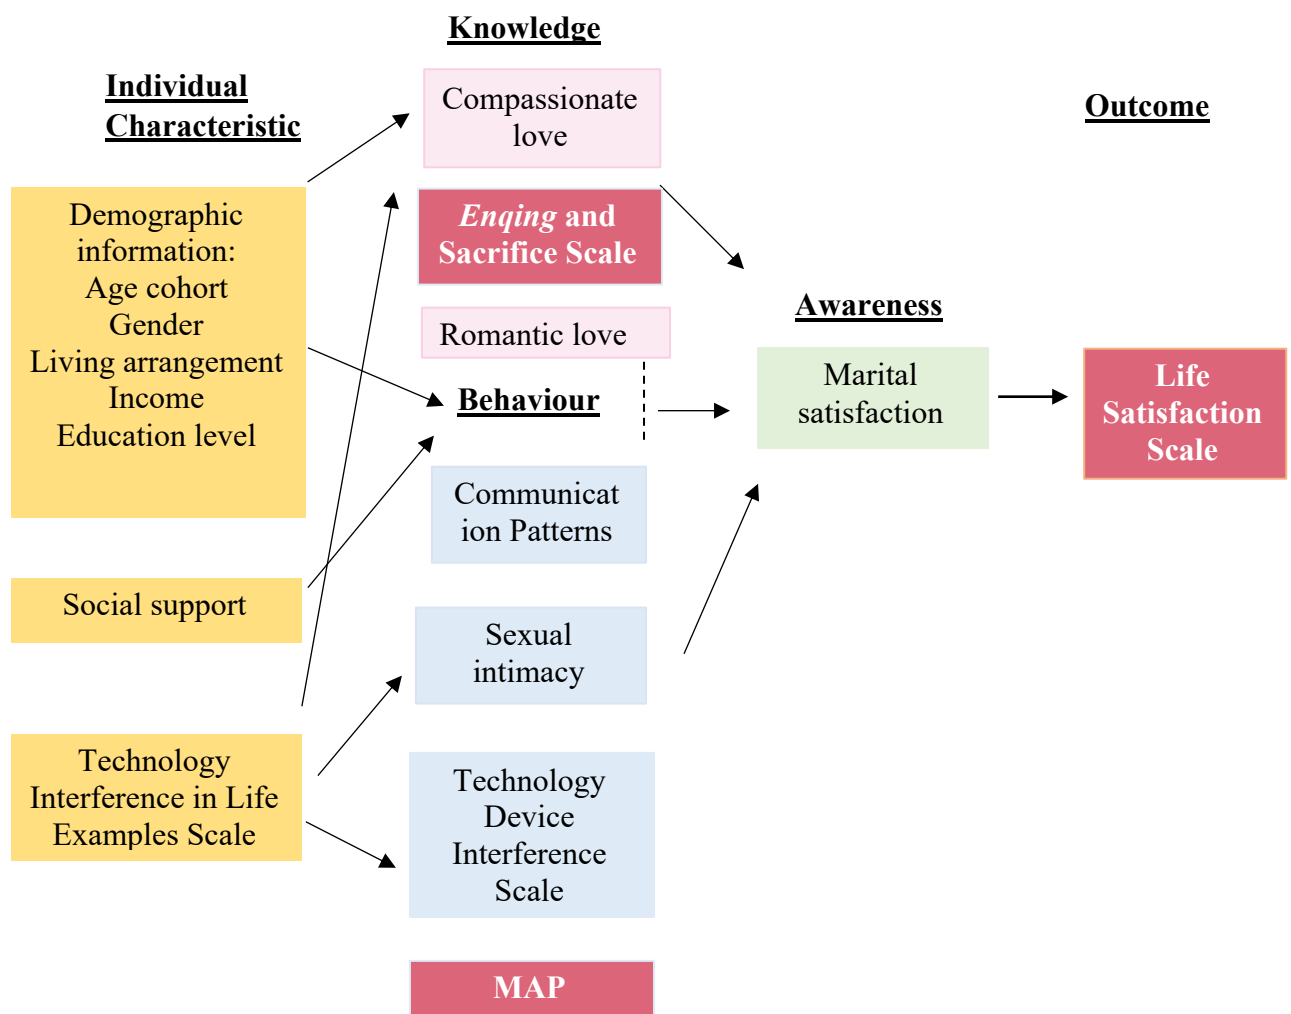 Knowledge
Individual
Characteristic
Outcome
Compassionate
love
Demographic
information:
Age cohort
Gender
Living arrangement
Income
Education level
Enqing and
Sacrifice Scale
Romantic love
Awareness
Marital
satisfaction
Life
Satisfaction
Scale
Behaviour
Communicat
ion Patterns
Social support
Sexual
intimacy
Technology
Interference in Life
Examples Scale
Technology
Device
Interference
Scale
MAP